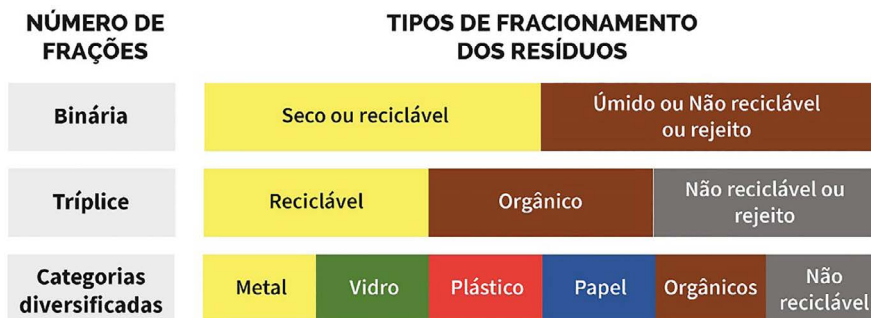 NÚMERO DE
FRAÇÕES
TIPOS DE FRACIONAMENTO
DOS RESÍDUOS
Binária
Seco ou reciclável
Úmido ou Não reciclável
ou rejeito
Tríplice
Reciclável
Orgânico
Não reciclável ou
rejeito
Categorias
diversificadas
Metal
Vidro
Plástico
Papel
Orgânicos
Não
reciclável